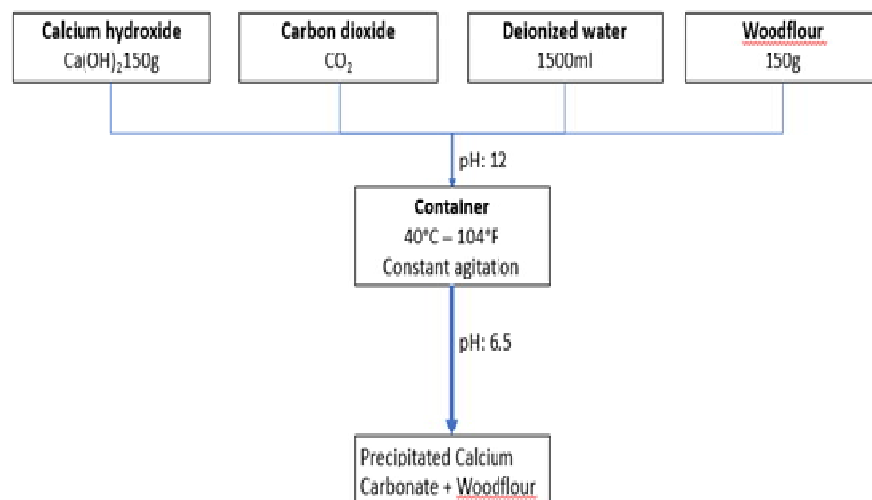 Calcium hydroxide
Ca(OH)₂150g
Carbon dioxide
CO₂
Deionized water
1500ml
Woodflour
150g
pH: 12
Container
40°C – 104°F
Constant agitation
pH: 6.5
Precipitated Calcium
Carbonate + Woodflour